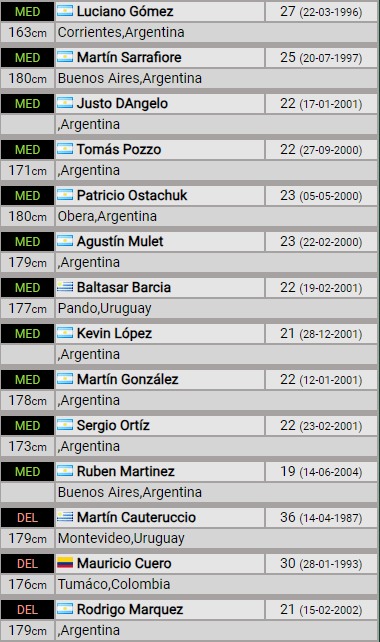 MED Luciano Gómez 27 (22-03-1996)
163cm Corrientes,Argentina
MED Martín Sarrafiore 25 (20-07-1997)
180cm Buenos Aires,Argentina
MED Justo DAngelo 22 (17-01-2001)
,Argentina
MED Tomás Pozzo 22 (27-09-2000)
171cm ,Argentina
MED Patricio Ostachuk 23 (05-05-2000)
180cm Obera,Argentina
MED Agustín Mulet 23 (22-02-2000)
179cm ,Argentina
MED Baltasar Barcia 22 (19-02-2001)
177cm Pando,Uruguay
MED Kevin López 21 (28-12-2001)
,Argentina
MED Martín González 22 (12-01-2001)
178cm ,Argentina
MED Sergio Ortíz 22 (23-02-2001)
173cm ,Argentina
MED Ruben Martinez 19 (14-06-2004)
Buenos Aires,Argentina
DEL Martín Cauteruccio 36 (14-04-1987)
179cm Montevideo,Uruguay
DEL Mauricio Cuero 30 (28-01-1993)
176cm Tumáco,Colombia
DEL Rodrigo Marquez 21 (15-02-2002)
179cm ,Argentina